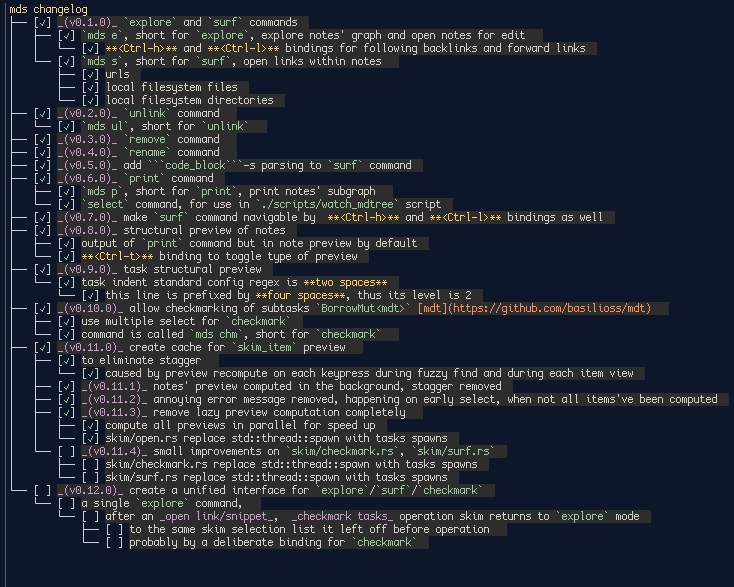 mds changelog
├── [✓] _(v0.1.0)_ `explore` and `surf` commands
│   ├── [✓] `mds e`, short for `explore`, explore notes' graph and open notes for edit
│   │   └── [✓] **<Ctrl-h>** and **<Ctrl-l>** bindings for following backlinks and forward links
│   └── [✓] `mds s`, short for `surf`, open links within notes
│       ├── [✓] urls
│       ├── [✓] local filesystem files
│       └── [✓] local filesystem directories
├── [✓] _(v0.2.0)_ `unlink` command
│   └── [✓] `mds ul`, short for `unlink`
├── [✓] _(v0.3.0)_ `remove` command
├── [✓] _(v0.4.0)_ `rename` command
├── [✓] _(v0.5.0)_ add ```code_block```-s parsing to `surf` command
├── [✓] _(v0.6.0)_ `print` command
│   ├── [✓] `mds p`, short for `print`, print notes' subgraph
│   └── [✓] `select` command, for use in `./scripts/watch_mdtree` script
├── [✓] _(v0.7.0)_ make `surf` command navigable by  **<Ctrl-h>** and **<Ctrl-l>** bindings as well
├── [✓] _(v0.8.0)_ structural preview of notes
│   ├── [✓] output of `print` command but in note preview by default
│   └── [✓] **<Ctrl-t>** binding to toggle type of preview
├── [✓] _(v0.9.0)_ task structural preview
│   └── [✓] task indent standard config regex is **two spaces**
│       └── [✓] this line is prefixed by **four spaces**, thus its level is 2
├── [✓] _(v0.10.0)_ allow checkmarking of subtasks `BorrowMut<mdt>` [mdt](https://github.com/basilioss/mdt)
│   ├── [✓] use multiple select for `checkmark`
│   └── [✓] command is called `mds chm`, short for `checkmark`
├── [✓] _(v0.11.0)_ create cache for `skim_item` preview
│   ├── [✓] to eliminate stagger
│   │   └── [✓] caused by preview recompute on each keypress during fuzzy find and during each item view
│   ├── [✓] _(v0.11.1)_ notes' preview computed in the background, stagger removed
│   ├── [✓] _(v0.11.2)_ annoying error message removed, happening on early select, when not all items've been computed
│   ├── [✓] _(v0.11.3)_ remove lazy preview computation completely
│   │   ├── [✓] compute all previews in parallel for speed up
│   │   └── [✓] skim/open.rs replace std::thread::spawn with tasks spawns
│   └── [ ] _(v0.11.4)_ small improvements on `skim/checkmark.rs`, `skim/surf.rs`
│       ├── [ ] skim/checkmark.rs replace std::thread::spawn with tasks spawns
│       └── [ ] skim/surf.rs replace std::thread::spawn with tasks spawns
└── [ ] _(v0.12.0)_ create a unified interface for `explore`/`surf`/`checkmark`
    └── [ ] a single `explore` command,
        └── [ ] after an _open link/snippet_,  _checkmark tasks_ operation skim returns to `explore` mode
            ├── [ ] to the same skim selection list it left off before operation
            └── [ ] probably by a deliberate binding for `checkmark`